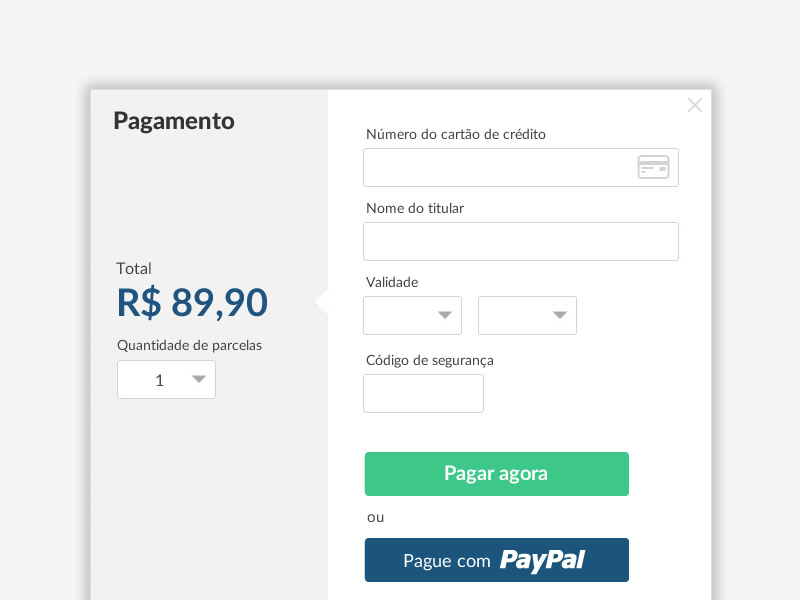 Pagamento
Total
R$ 89,90
Quantidade de parcelas
1
Número do cartão de crédito
Nome do titular
Validade
Código de segurança
Pagar agora
ou
Pague com PayPal